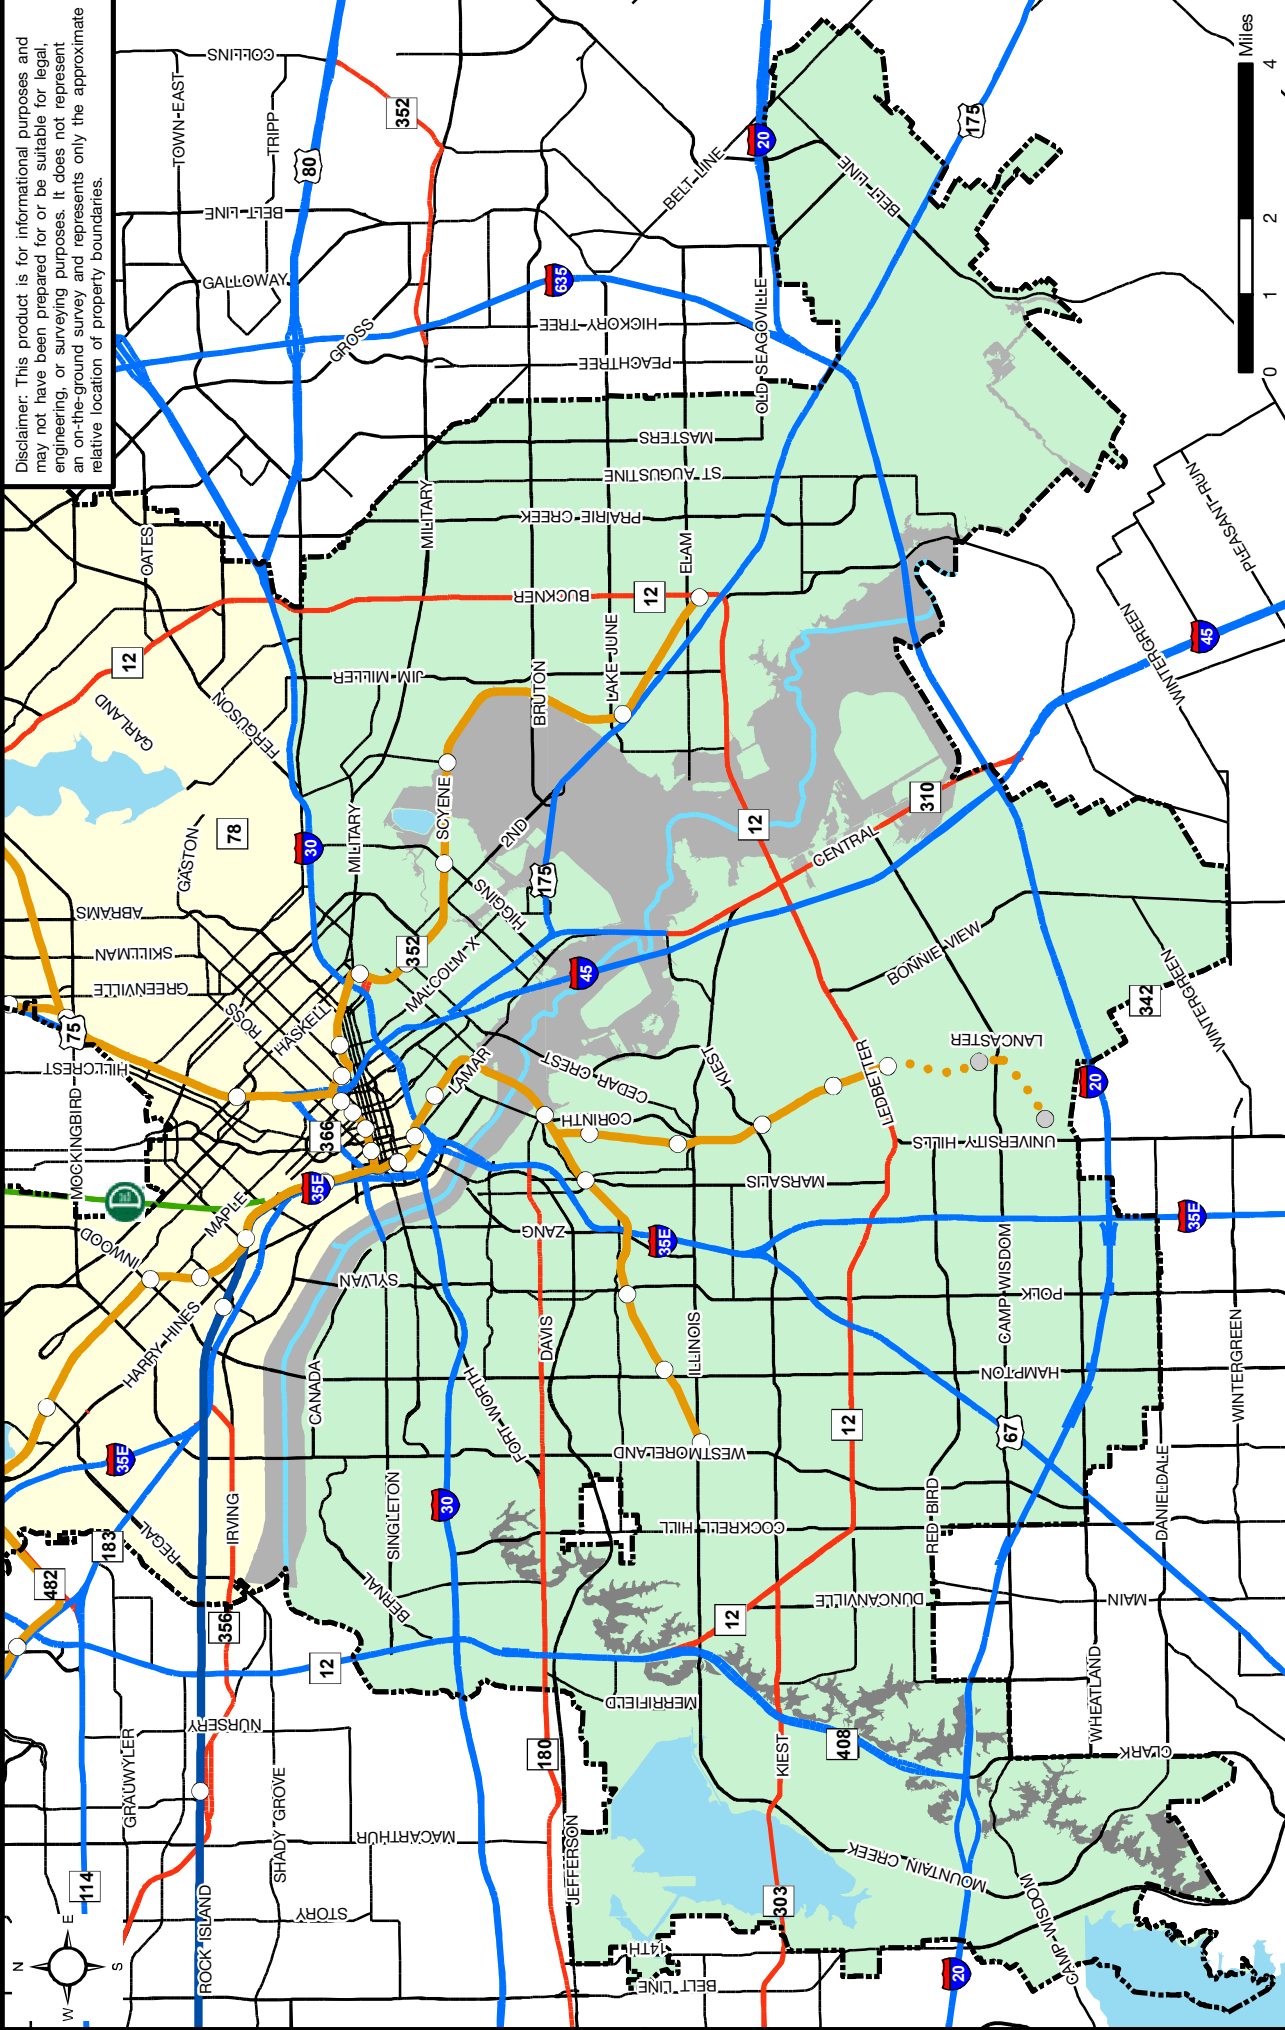 Disclaimer: This product is for informational purposes and
may not have been prepared for or be suitable for legal,
engineering, or surveying purposes. It does not represent
an on-the-ground survey and represents only the approximate
relative location of property boundaries.
COLLINS
TOWN-EAST
TRIPP
80
352
BELT LINE
GALLOWAY
GROSS
635
HICKORY-TREE
PEACHTREE
BELT-LINE
20
BELT-LINE
175
OLD SEAGOVILLE
MASTERS
ST AUGUSTINE
PRAIRIE CREEK
MILITARY
ELAM
BUCKNER
12
OATES
12
GARLAND
FERGUSON
JIM MILLER
BRUTON
LAKE JUNE
PLEASANT-RUN
WINTERGREEN
45
78
GASTON
30
MILITARY
SCYENE
2ND
HIGGINS
175
12
310
CENTRAL
ABRAMS
SKILLMAN
GREENVILLE
ROSS
HASKELL
352
MALCOLM X
45
BONNIE VIEW
342
WINTERGREEN
WINTERGREEN
75
HILLCREST
MOCKINGBIRD
366
LAMAR
CEDAR CREST
CORINTH
KIEST
LEDBETTER
LANCASTER
20
UNIVERSITY HILLS
35E
MAPLE
INWOOD
MARSALIS
ZANG
35E
35E
SYLVAN
CAMP WISDOM
POLK
HARRY-HINES
CANADA
DAVIS
ILLINOIS
HAMPTON
WINTERGREEN
35E
FORT-WORTH
WESTMORELAND
12
67
183
REGAL
IRVING
SINGLETON
30
COCKRELL HILL
RED BIRD
DANIELDALE
482
356
BERNAL
12
12
DUNCANVILLE
MAIN
NURSERY
MERRIFIELD
WHEATLAND
CLARK
GRAUWYLER
SHADY GROVE
180
KIEST
408
MACARTHUR
JEFFERSON
MOUNTAIN CREEK
114
STORY
ROCK ISLAND
303
14TH
BELT LINE
20
CAMP-WISDOM
N
E
S
W
0
1
2
4
Miles